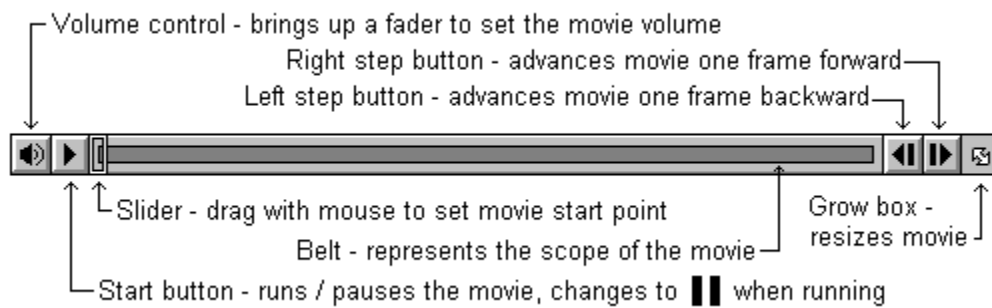 Volume control - brings up a fader to set the movie volume
Right step button - advances movie one frame forward
Left step button - advances movie one frame backward
Slider - drag with mouse to set movie start point
Grow box -
resizes movie
Belt - represents the scope of the movie
Start button - runs / pauses the movie, changes to ▮▮ when running